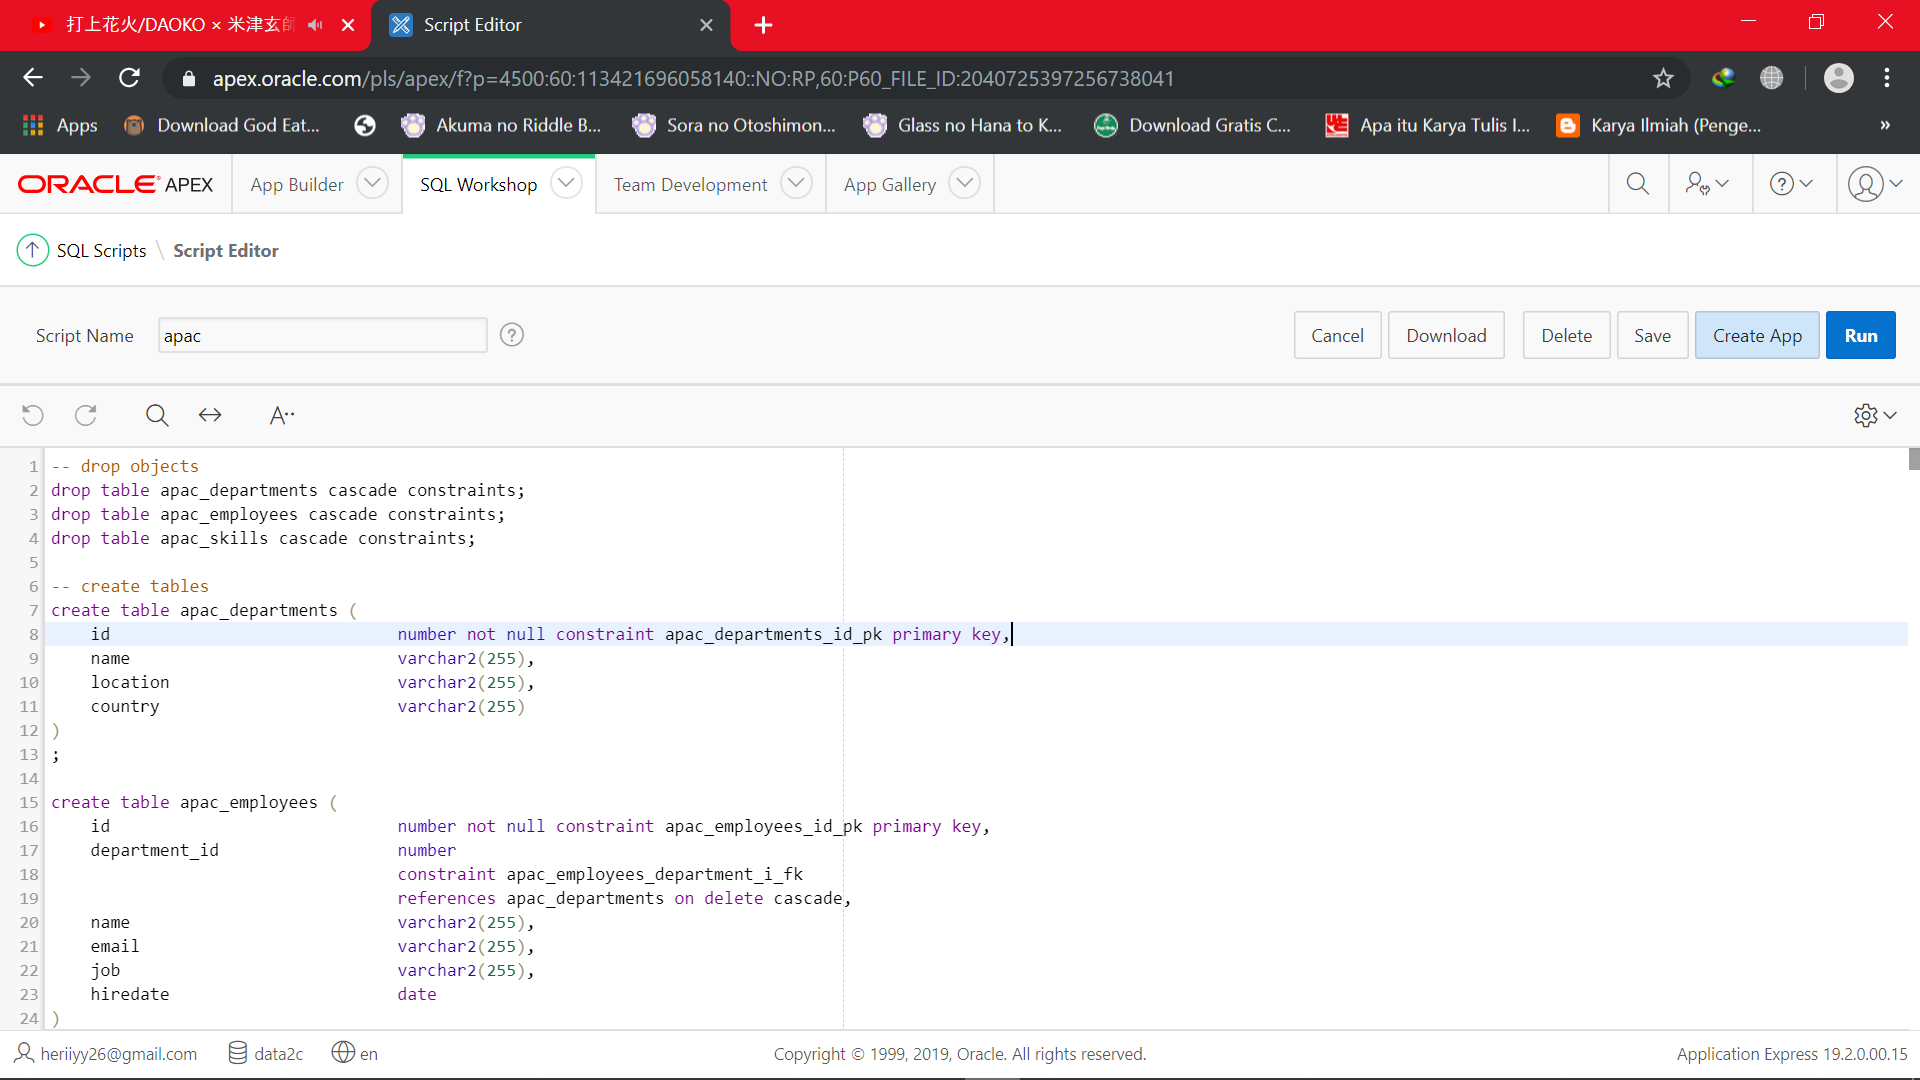 打上花火/DAOKO × 米津玄師
Script Editor
apex.oracle.com/pls/apex/f?p=4500:60:113421696058140::NO:RP,60:P60_FILE_ID:2040725397256738041
Apps Download God Eat... Akuma no Riddle B... Sora no Otoshimon... Glass no Hana to K... Download Gratis C... Apa itu Karya Tulis I... Karya Ilmiah (Penge... »
ORACLE APEX App Builder SQL Workshop Team Development App Gallery
SQL Scripts \ Script Editor
Script Name apac ? Cancel Download Delete Save Create App Run
A··
1 -- drop objects
2 drop table apac_departments cascade constraints;
3 drop table apac_employees cascade constraints;
4 drop table apac_skills cascade constraints;
5
6 -- create tables
7 create table apac_departments (
8 id number not null constraint apac_departments_id_pk primary key,
9 name varchar2(255),
10 location varchar2(255),
11 country varchar2(255)
12 )
13 ;
14
15 create table apac_employees (
16 id number not null constraint apac_employees_id_pk primary key,
17 department_id number
18 constraint apac_employees_department_i_fk
19 references apac_departments on delete cascade,
20 name varchar2(255),
21 email varchar2(255),
22 job varchar2(255),
23 hiredate date
24 )
heriiyy26@gmail.com data2c en Copyright © 1999, 2019, Oracle. All rights reserved. Application Express 19.2.0.00.15